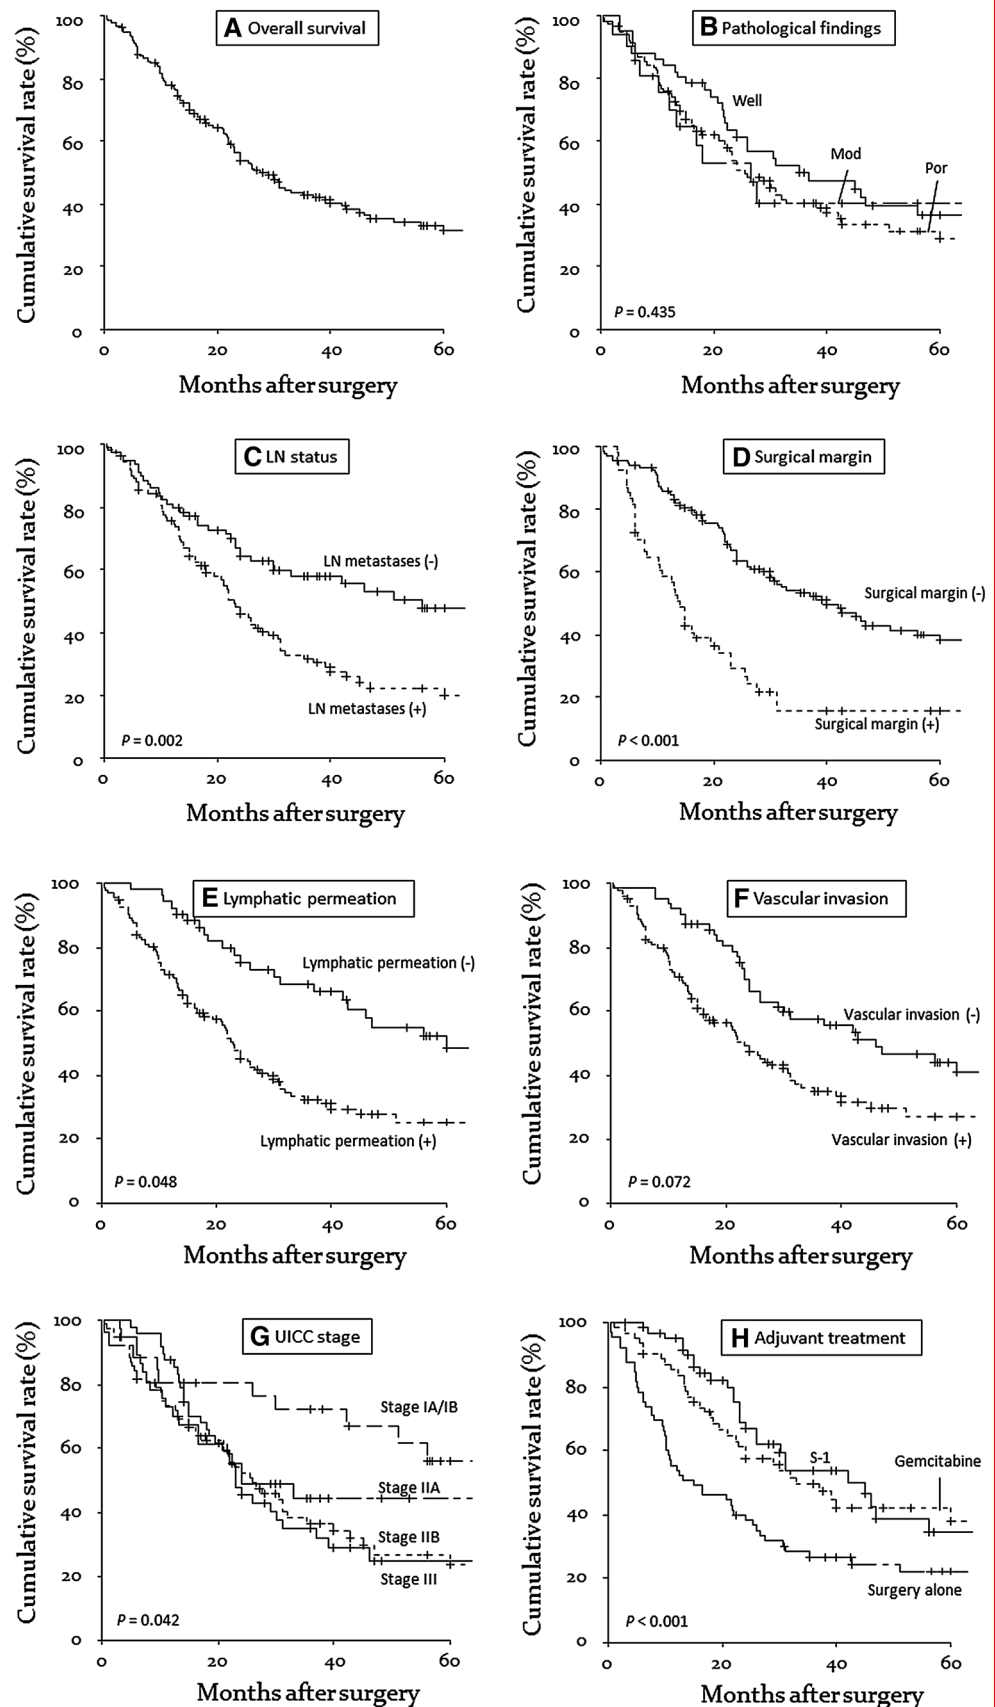 A Overall survival
Cumulative survival rate (%)
100
80
60
40
20
0
0 20 40 60
Months after surgery
B Pathological findings
Cumulative survival rate (%)
100
80
60
40
20
0
Well
Mod
Por
P = 0.435
0 20 40 60
Months after surgery
C LN status
Cumulative survival rate (%)
100
80
60
40
20
0
LN metastases (-)
LN metastases (+)
P = 0.002
0 20 40 60
Months after surgery
D Surgical margin
Cumulative survival rate (%)
100
80
60
40
20
0
Surgical margin (-)
Surgical margin (+)
P < 0.001
0 20 40 60
Months after surgery
E Lymphatic permeation
Cumulative survival rate (%)
100
80
60
40
20
0
Lymphatic permeation (-)
Lymphatic permeation (+)
P = 0.048
0 20 40 60
Months after surgery
F Vascular invasion
Cumulative survival rate (%)
100
80
60
40
20
0
Vascular invasion (-)
Vascular invasion (+)
P = 0.072
0 20 40 60
Months after surgery
G UICC stage
Cumulative survival rate (%)
100
80
60
40
20
0
Stage IA/IB
Stage IIA
Stage IIB
Stage III
P = 0.042
0 20 40 60
Months after surgery
H Adjuvant treatment
Cumulative survival rate (%)
100
80
60
40
20
0
S-1
Gemcitabine
Surgery alone
P < 0.001
0 20 40 60
Months after surgery